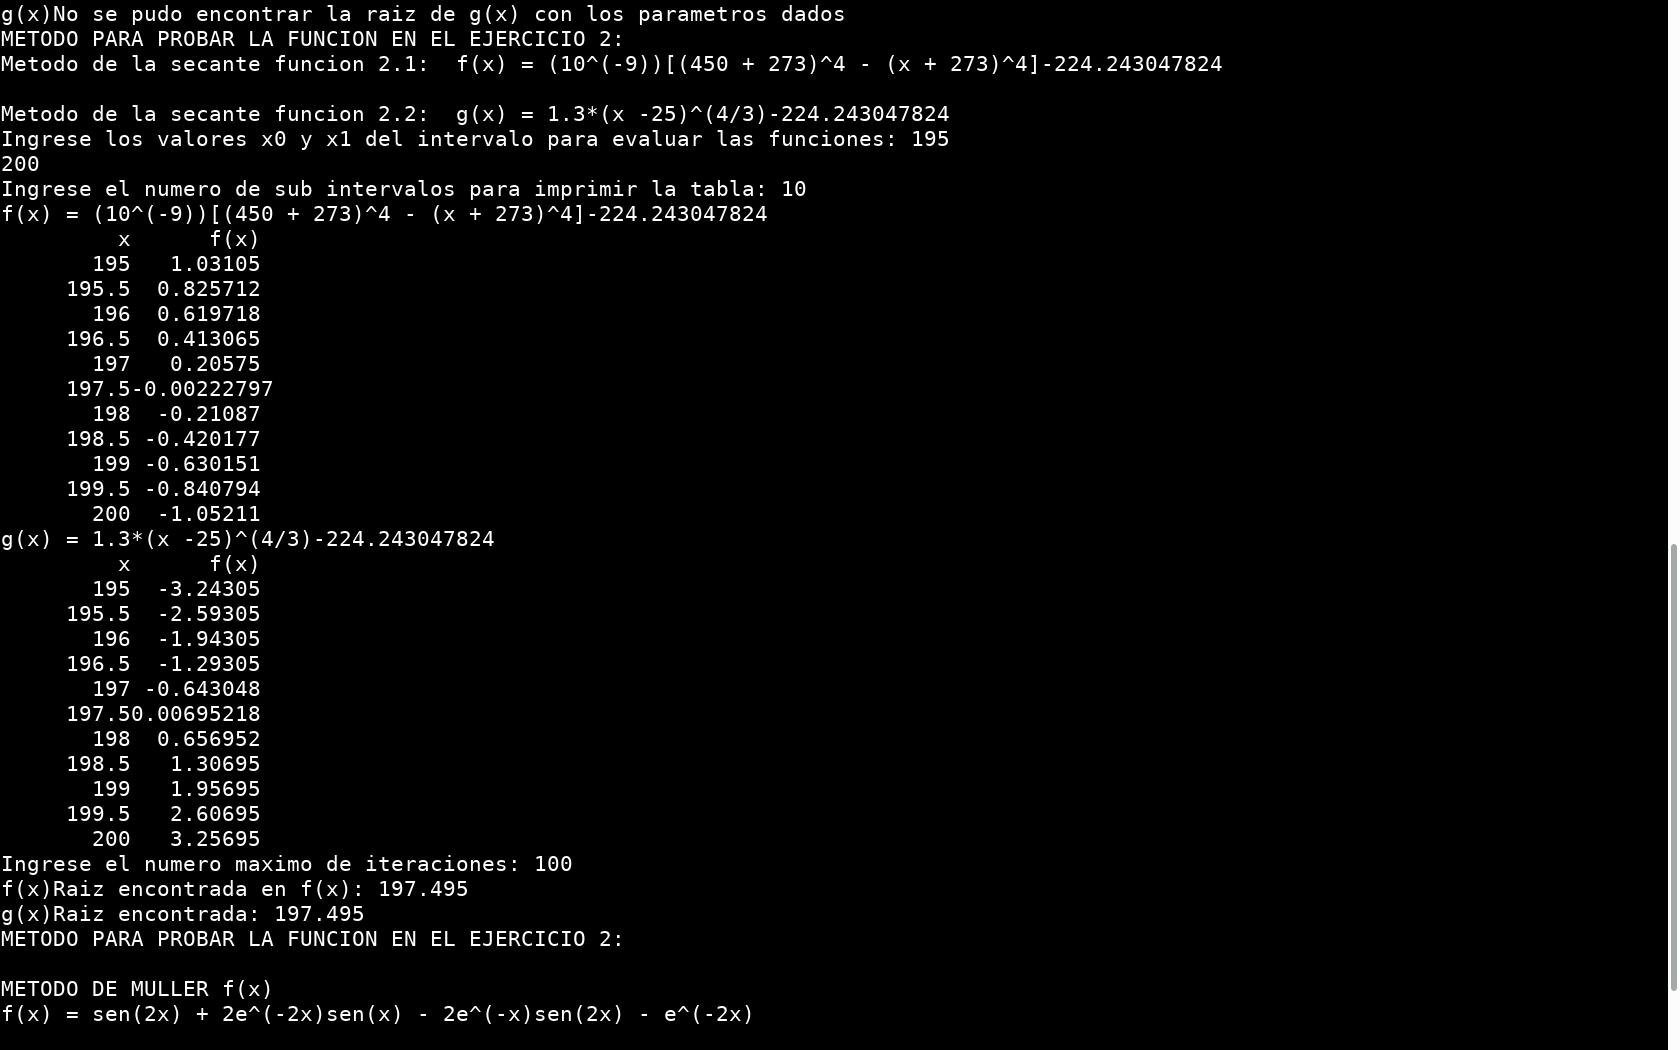 g(x)No se pudo encontrar la raiz de g(x) con los parametros dados
METODO PARA PROBAR LA FUNCION EN EL EJERCICIO 2:
Metodo de la secante funcion 2.1:  f(x) = (10^(-9))[(450 + 273)^4 - (x + 273)^4]-224.243047824
Metodo de la secante funcion 2.2:  g(x) = 1.3*(x -25)^(4/3)-224.243047824
Ingrese los valores x0 y x1 del intervalo para evaluar las funciones: 195
200
Ingrese el numero de sub intervalos para imprimir la tabla: 10
f(x) = (10^(-9))[(450 + 273)^4 - (x + 273)^4]-224.243047824
         x      f(x)
       195   1.03105
     195.5  0.825712
       196  0.619718
     196.5  0.413065
       197   0.20575
     197.5-0.00222797
       198  -0.21087
     198.5 -0.420177
       199 -0.630151
     199.5 -0.840794
       200  -1.05211
g(x) = 1.3*(x -25)^(4/3)-224.243047824
         x      f(x)
       195  -3.24305
     195.5  -2.59305
       196  -1.94305
     196.5  -1.29305
       197 -0.643048
     197.50.00695218
       198  0.656952
     198.5   1.30695
       199   1.95695
     199.5   2.60695
       200   3.25695
Ingrese el numero maximo de iteraciones: 100
f(x)Raiz encontrada en f(x): 197.495
g(x)Raiz encontrada: 197.495
METODO PARA PROBAR LA FUNCION EN EL EJERCICIO 2:
METODO DE MULLER f(x)
f(x) = sen(2x) + 2e^(-2x)sen(x) - 2e^(-x)sen(2x) - e^(-2x)